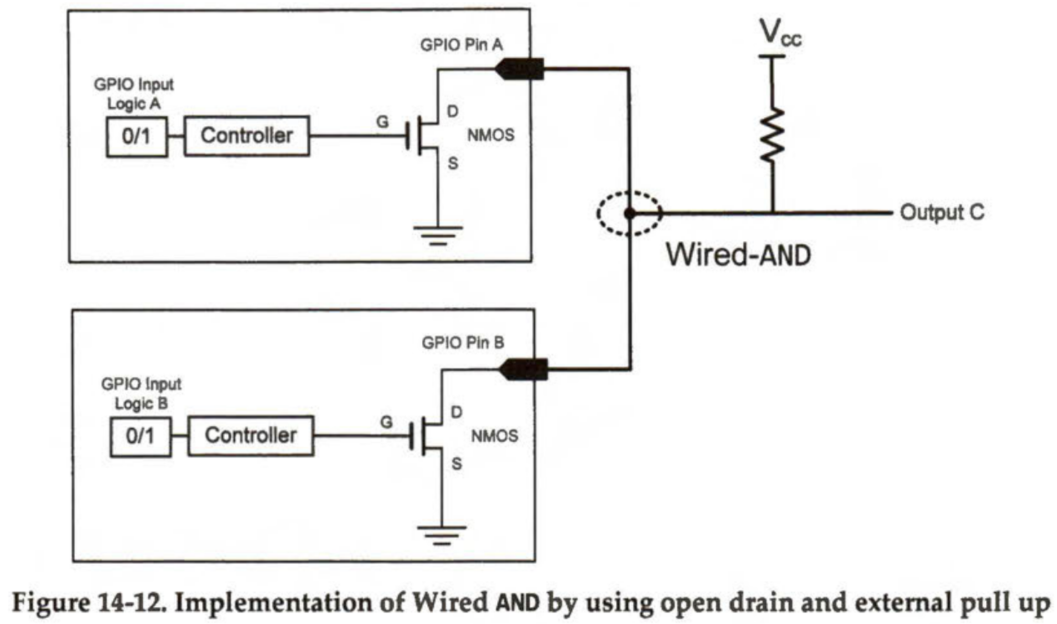 GPIO Pin A
GPIO Input
Logic A
0/1
Controller
G
D
NMOS
S
Vcc
Output C
Wired-AND
GPIO Pin B
GPIO Input
Logic B
0/1
Controller
G
D
NMOS
S
Figure 14-12. Implementation of Wired AND by using open drain and external pull up